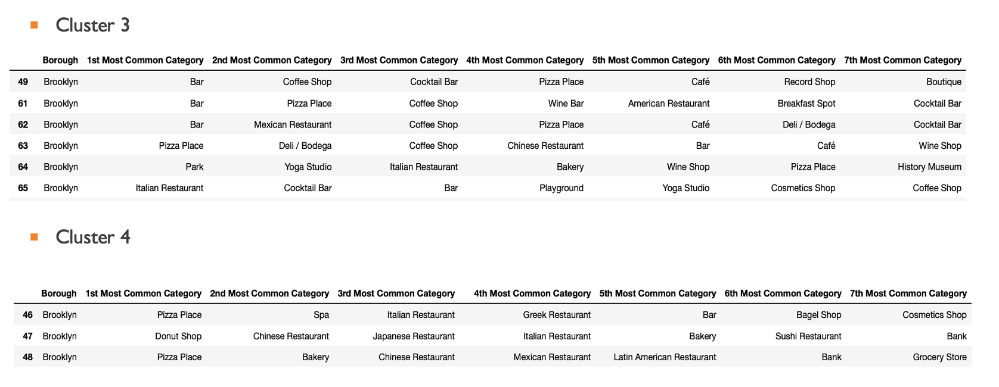 Cluster 3
Borough 1st Most Common Category 2nd Most Common Category 3rd Most Common Category 4th Most Common Category 5th Most Common Category 6th Most Common Category 7th Most Common Category
49 Brooklyn Bar Coffee Shop Cocktail Bar Pizza Place Café Record Shop Boutique
61 Brooklyn Bar Pizza Place Coffee Shop Wine Bar American Restaurant Breakfast Spot Cocktail Bar
62 Brooklyn Bar Mexican Restaurant Coffee Shop Pizza Place Café Deli / Bodega Cocktail Bar
63 Brooklyn Pizza Place Deli / Bodega Coffee Shop Chinese Restaurant Bar Café Wine Shop
64 Brooklyn Park Yoga Studio Italian Restaurant Bakery Wine Shop Pizza Place History Museum
65 Brooklyn Italian Restaurant Cocktail Bar Bar Playground Yoga Studio Cosmetics Shop Coffee Shop
Cluster 4
Borough 1st Most Common Category 2nd Most Common Category 3rd Most Common Category 4th Most Common Category 5th Most Common Category 6th Most Common Category 7th Most Common Category
46 Brooklyn Pizza Place Spa Italian Restaurant Greek Restaurant Bar Bagel Shop Cosmetics Shop
47 Brooklyn Donut Shop Chinese Restaurant Japanese Restaurant Italian Restaurant Bakery Sushi Restaurant Bank
48 Brooklyn Pizza Place Bakery Chinese Restaurant Mexican Restaurant Latin American Restaurant Bank Grocery Store